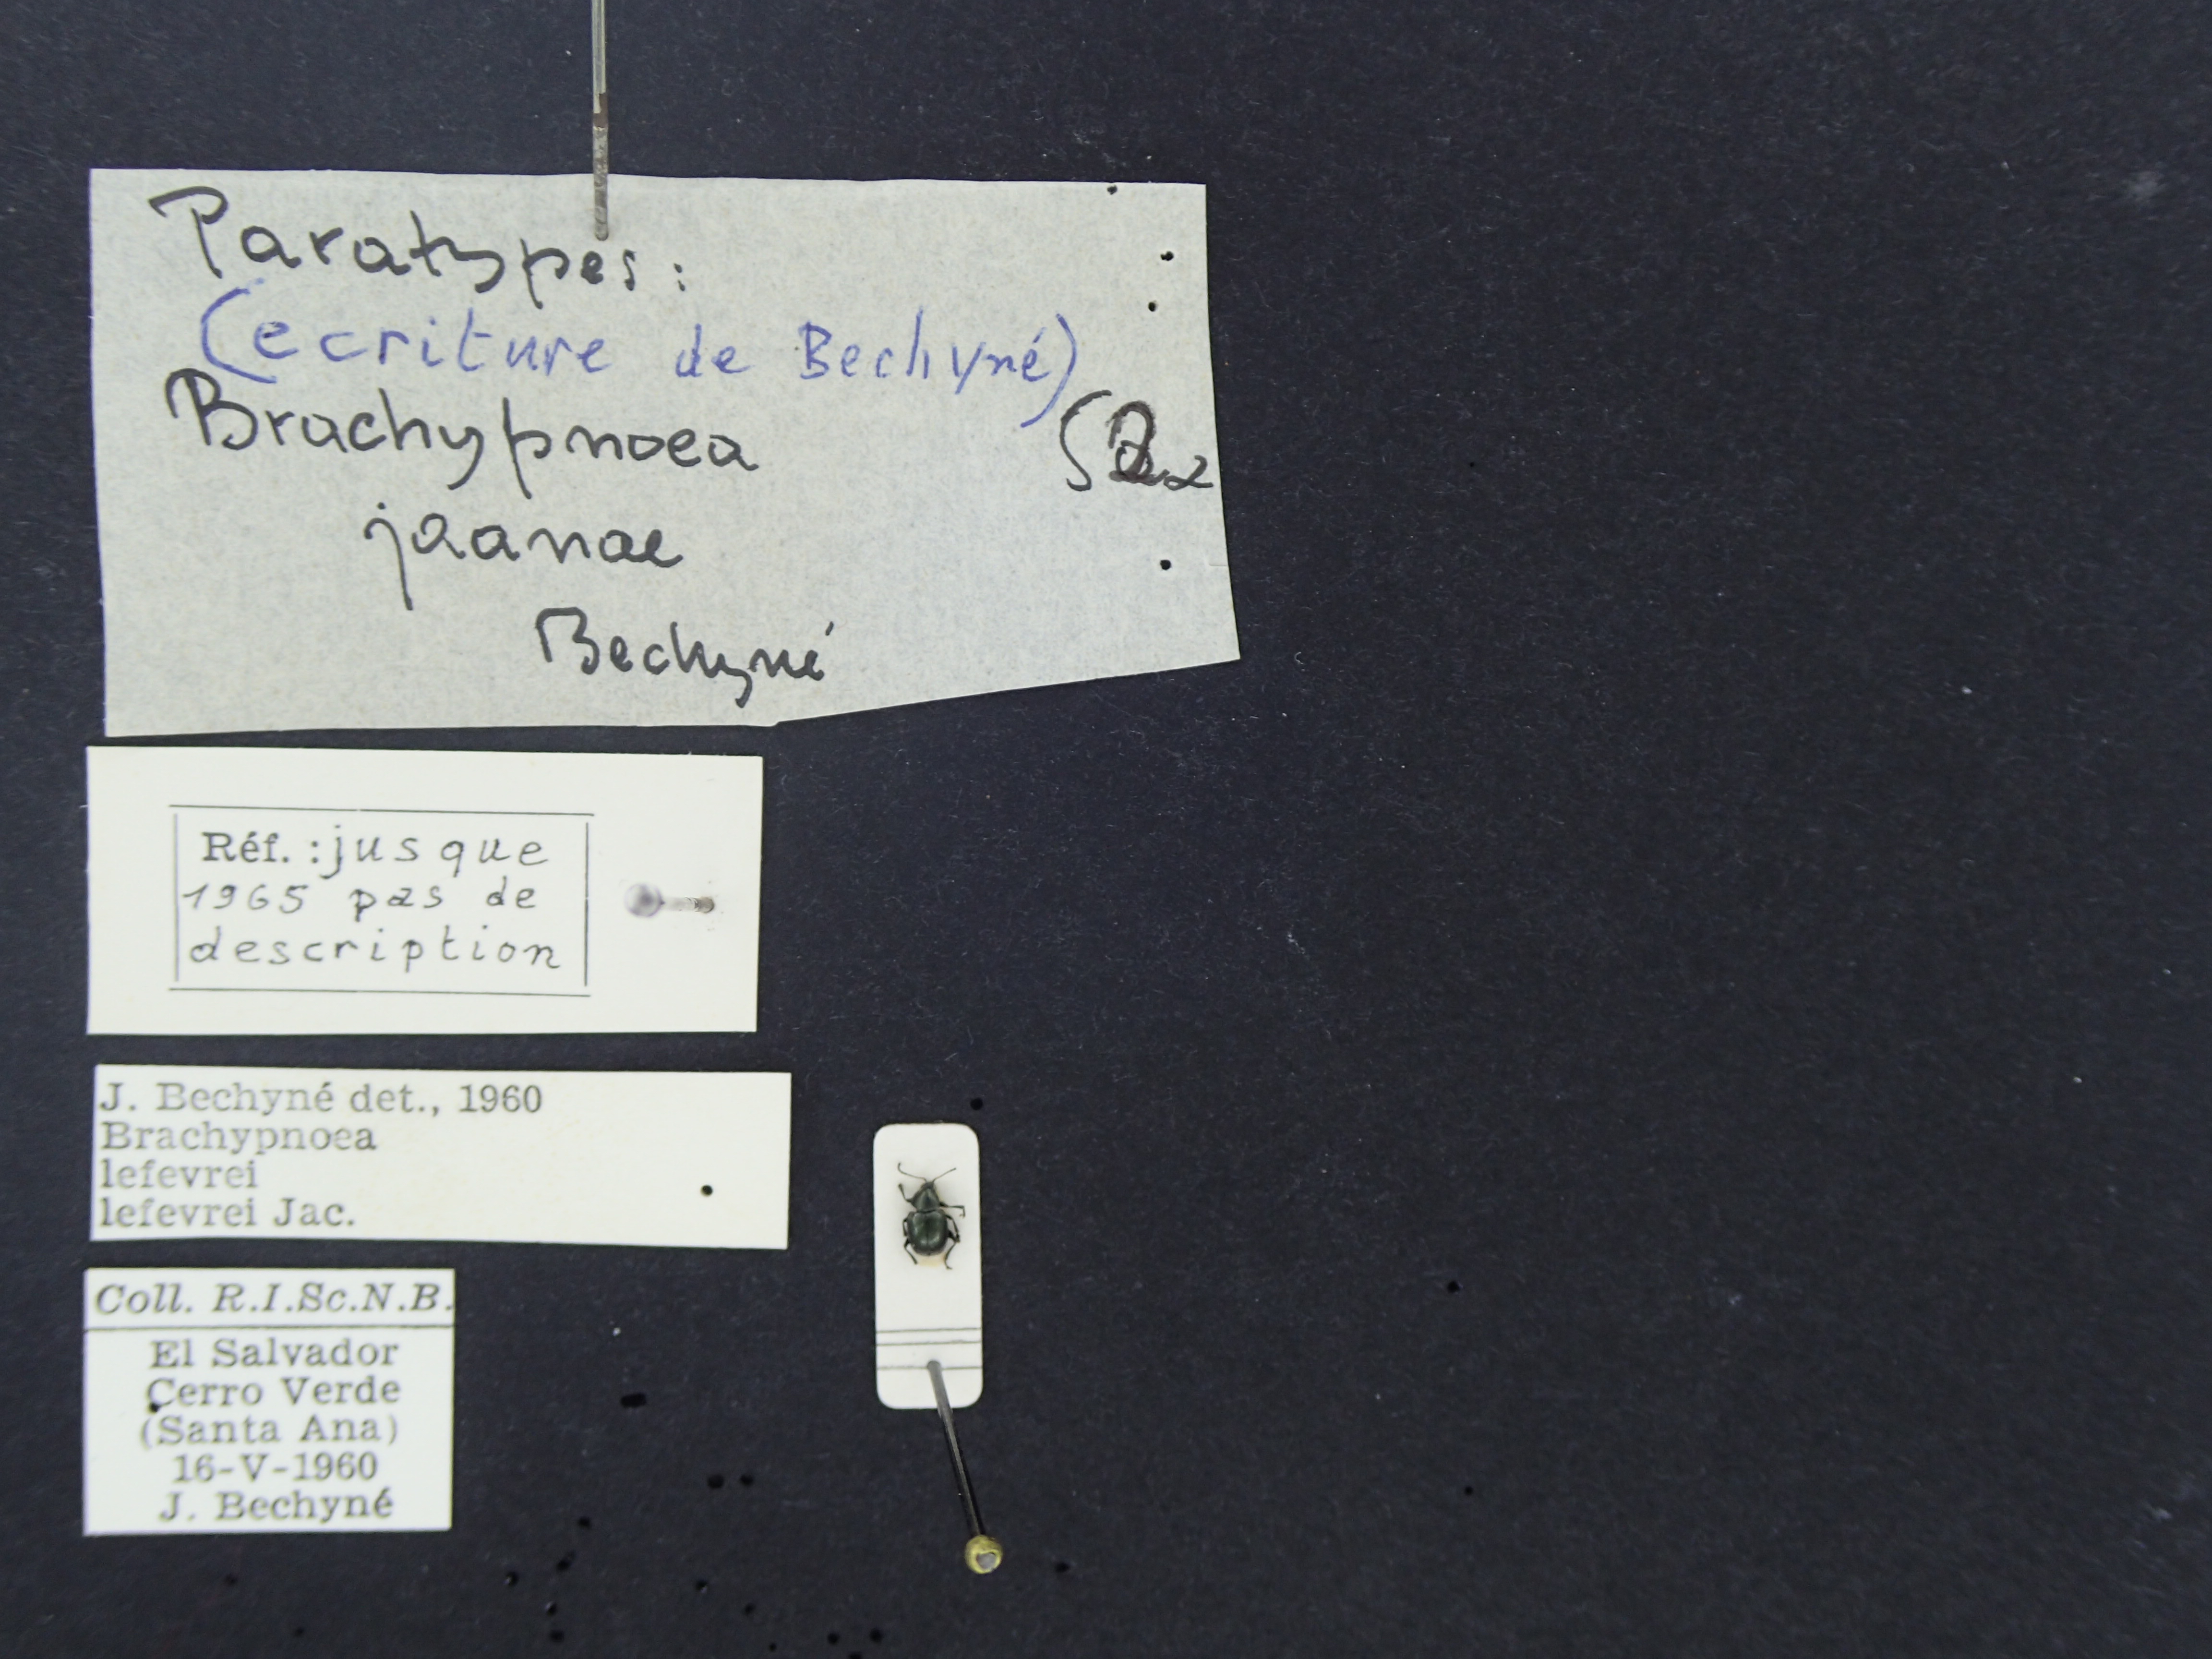 Paratypes:
(ecriture de Bechyné)
Brachypnoea
jaanae
Bechyné
Réf. : jusque
1965 pas de
description
J. Bechyné det., 1960
Brachypnoea
lefevrei
lefevrei Jac.
Coll. R.I.Sc.N.B.
El Salvador
Cerro Verde
(Santa Ana)
16-V-1960
J. Bechyné